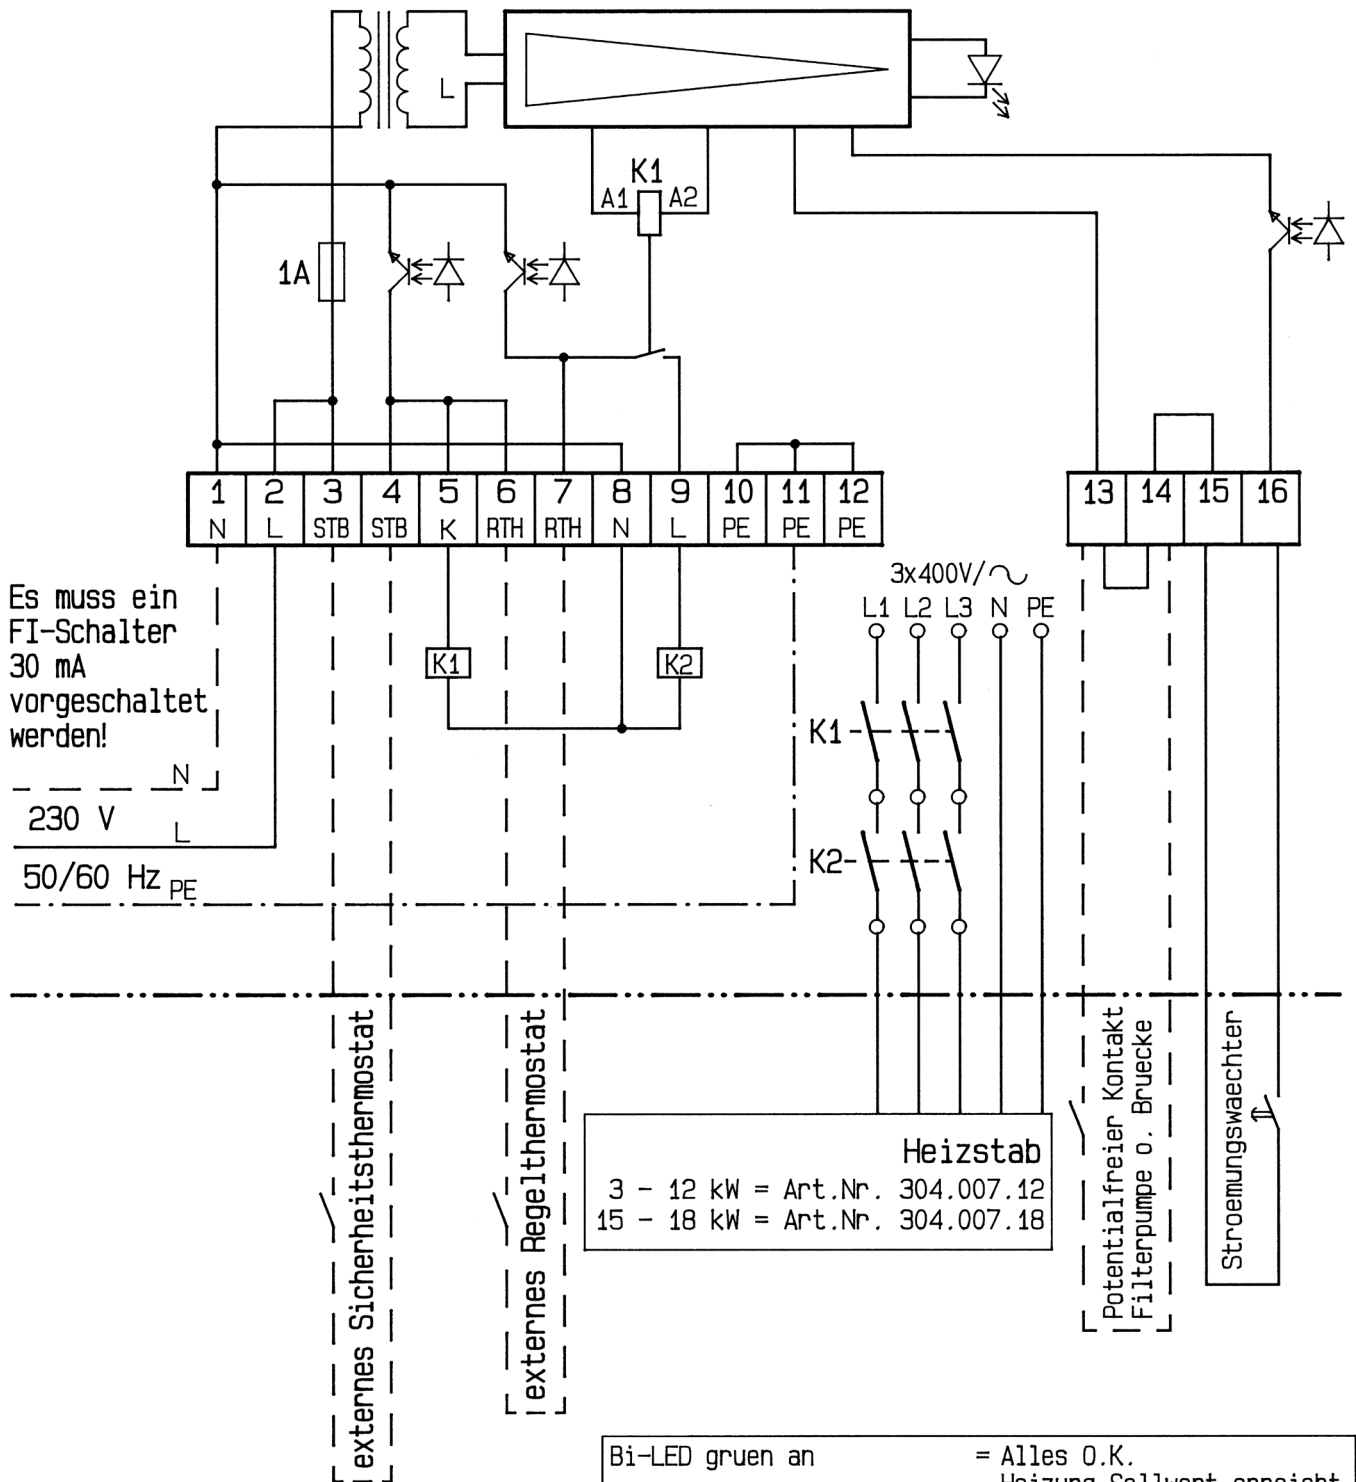 L
K1
A1 A2
1A
1 2 3 4 5 6 7 8 9 10 11 12
N L STB STB K RTH RTH N L PE PE PE
13 14 15 16
Es muss ein
FI-Schalter
30 mA
vorgeschaltet
werden!
3x400V/
L1 L2 L3 N PE
K1 K2
K1
K2
N
230 V
L
50/60 Hz PE
externes Sicherheitsthermostat
externes Regelthermostat
Heizstab
3 - 12 kW = Art.Nr. 304.007.12
15 - 18 kW = Art.Nr. 304.007.18
Potentialfreier Kontakt
Filterpumpe o. Bruecke
Stroemungswaechter
Bi-LED gruen an = Alles O.K.
Heizung Sollwert erreicht